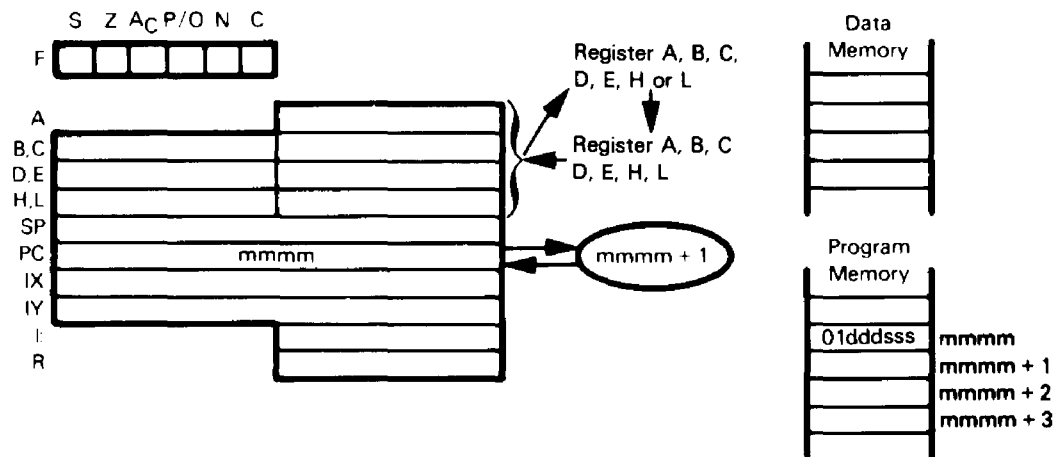 S Z AC P/O N C
F
A
B,C
D,E
H,L
SP
PC
IX
IY
I
R
mmmm
Register A, B, C,
D, E, H or L
Register A, B, C
D, E, H, L
mmmm + 1
Data
Memory
Program
Memory
01dddsss mmmm
mmmm + 1
mmmm + 2
mmmm + 3